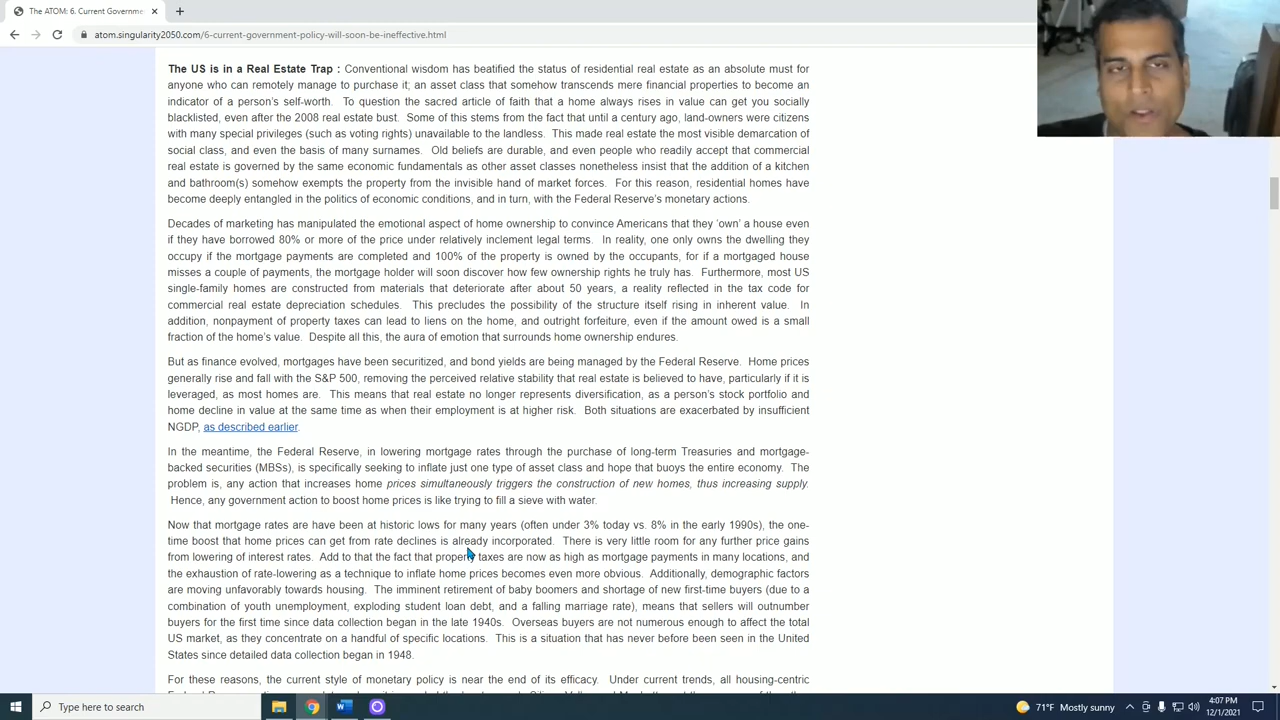 The ATOM: 6. Current Governme
atom.singularity2050.com/6-current-government-policy-will-soon-be-ineffective.html
The US is in a Real Estate Trap : Conventional wisdom has beatified the status of residential real estate as an absolute must for
anyone who can remotely manage to purchase it; an asset class that somehow transcends mere financial properties to become an
indicator of a person's self-worth. To question the sacred article of faith that a home always rises in value can get you socially
blacklisted, even after the 2008 real estate bust. Some of this stems from the fact that until a century ago, land-owners were citizens
with many special privileges (such as voting rights) unavailable to the landless. This made real estate the most visible demarcation of
social class, and even the basis of many surnames. Old beliefs are durable, and even people who readily accept that commercial
real estate is governed by the same economic fundamentals as other asset classes nonetheless insist that the addition of a kitchen
and bathroom(s) somehow exempts the property from the invisible hand of market forces. For this reason, residential homes have
become deeply entangled in the politics of economic conditions, and in turn, with the Federal Reserve's monetary actions.
Decades of marketing has manipulated the emotional aspect of home ownership to convince Americans that they 'own' a house even
if they have borrowed 80% or more of the price under relatively inclement legal terms. In reality, one only owns the dwelling they
occupy if the mortgage payments are completed and 100% of the property is owned by the occupants, for if a mortgaged house
misses a couple of payments, the mortgage holder will soon discover how few ownership rights he truly has. Furthermore, most US
single-family homes are constructed from materials that deteriorate after about 50 years, a reality reflected in the tax code for
commercial real estate depreciation schedules. This precludes the possibility of the structure itself rising in inherent value. In
addition, nonpayment of property taxes can lead to liens on the home, and outright forfeiture, even if the amount owed is a small
fraction of the home's value. Despite all this, the aura of emotion that surrounds home ownership endures.
But as finance evolved, mortgages have been securitized, and bond yields are being managed by the Federal Reserve. Home prices
generally rise and fall with the S&P 500, removing the perceived relative stability that real estate is believed to have, particularly if it is
leveraged, as most homes are. This means that real estate no longer represents diversification, as a person's stock portfolio and
home decline in value at the same time as when their employment is at higher risk. Both situations are exacerbated by insufficient
NGDP, as described earlier.
In the meantime, the Federal Reserve, in lowering mortgage rates through the purchase of long-term Treasuries and mortgage-
backed securities (MBSs), is specifically seeking to inflate just one type of asset class and hope that buoys the entire economy. The
problem is, any action that increases home prices simultaneously triggers the construction of new homes, thus increasing supply.
Hence, any government action to boost home prices is like trying to fill a sieve with water.
Now that mortgage rates are have been at historic lows for many years (often under 3% today vs. 8% in the early 1990s), the one-
time boost that home prices can get from rate declines is already incorporated. There is very little room for any further price gains
from lowering of interest rates. Add to that the fact that property taxes are now as high as mortgage payments in many locations, and
the exhaustion of rate-lowering as a technique to inflate home prices becomes even more obvious. Additionally, demographic factors
are moving unfavorably towards housing. The imminent retirement of baby boomers and shortage of new first-time buyers (due to a
combination of youth unemployment, exploding student loan debt, and a falling marriage rate), means that sellers will outnumber
buyers for the first time since data collection began in the late 1940s. Overseas buyers are not numerous enough to affect the total
US market, as they concentrate on a handful of specific locations. This is a situation that has never before been seen in the United
States since detailed data collection began in 1948.
For these reasons, the current style of monetary policy is near the end of its efficacy. Under current trends, all housing-centric
Type here to search
71°F Mostly sunny
4:07 PM
12/1/2021